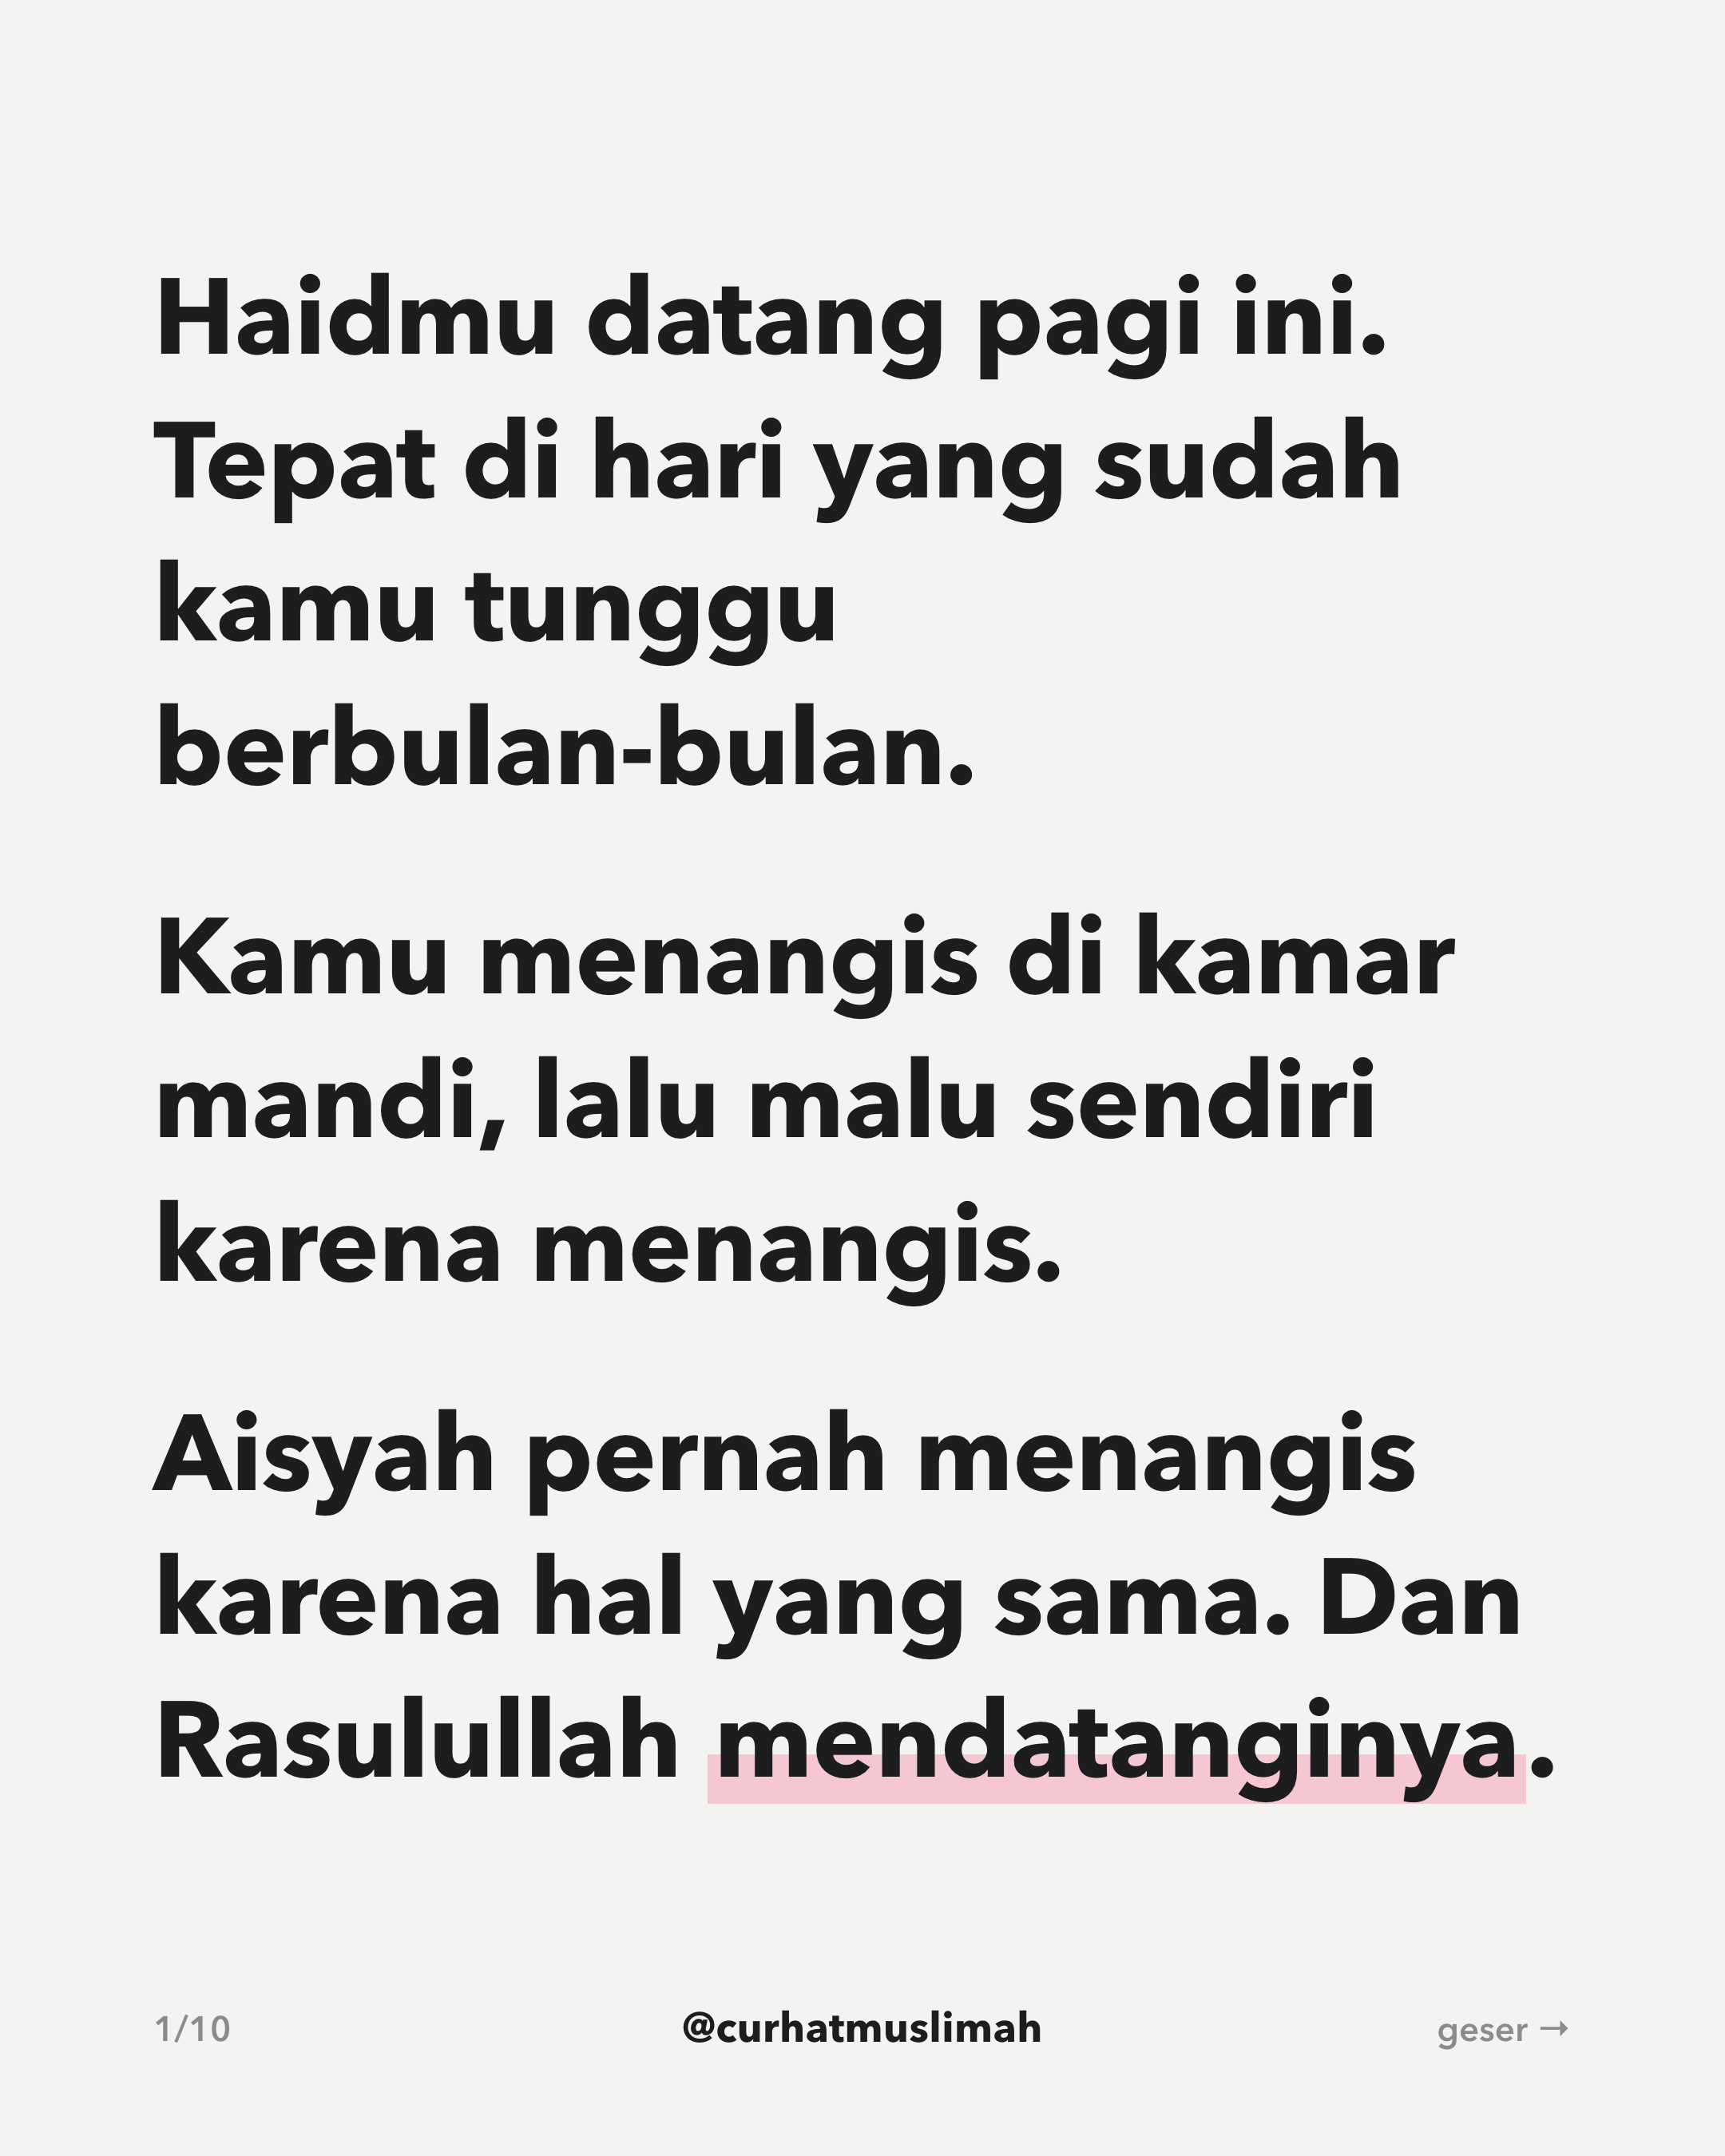 Haidmu datang pagi ini.
Tepat di hari yang sudah
kamu tunggu
berbulan-bulan.
Kamu menangis di kamar
mandi, lalu malu sendiri
karena menangis.
Aisyah pernah menangis
karena hal yang sama. Dan
Rasulullah mendatanginya.
1/10
@curhatmuslimah
geser →